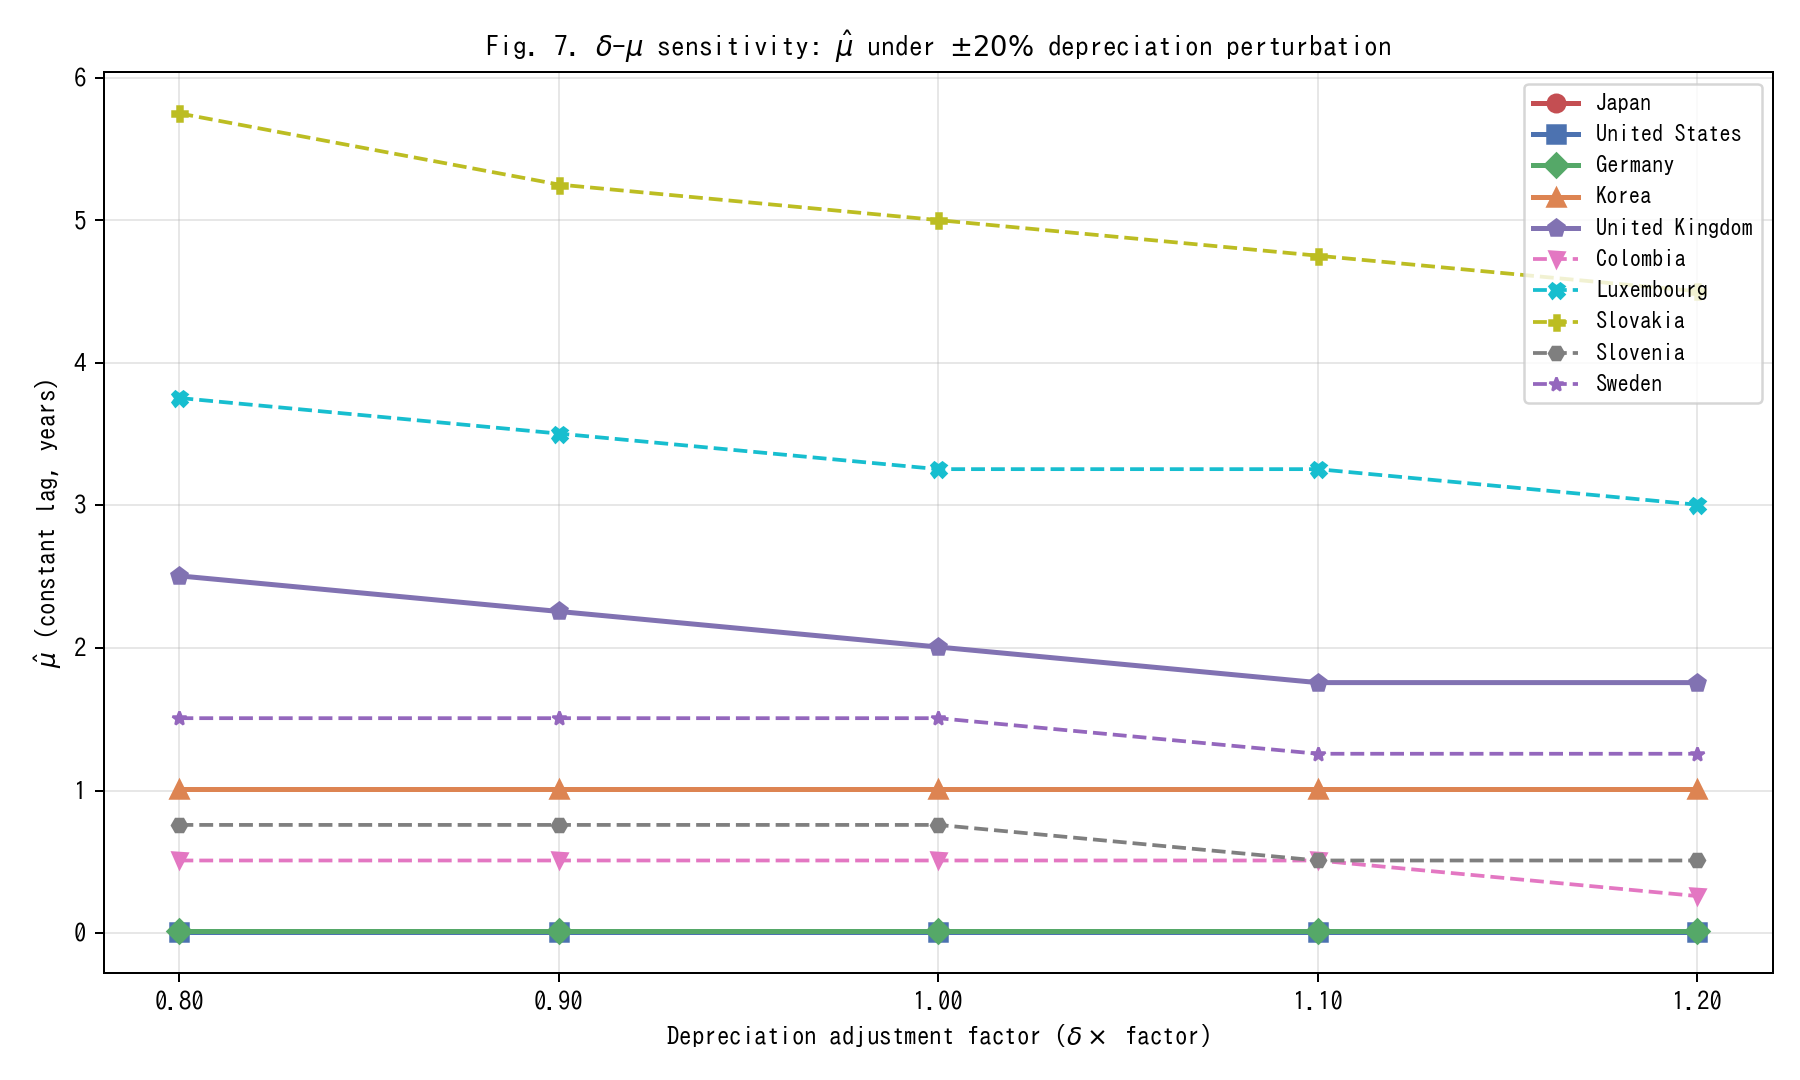 Fig. 7. δ–μ sensitivity: μ̂ under ±20% depreciation perturbation
6
5
4
3
2
1
0
μ̂ (constant lag, years)
Japan
United States
Germany
Korea
United Kingdom
Colombia
Luxembourg
Slovakia
Slovenia
Sweden
0.80 0.90 1.00 1.10 1.20
Depreciation adjustment factor (δ × factor)